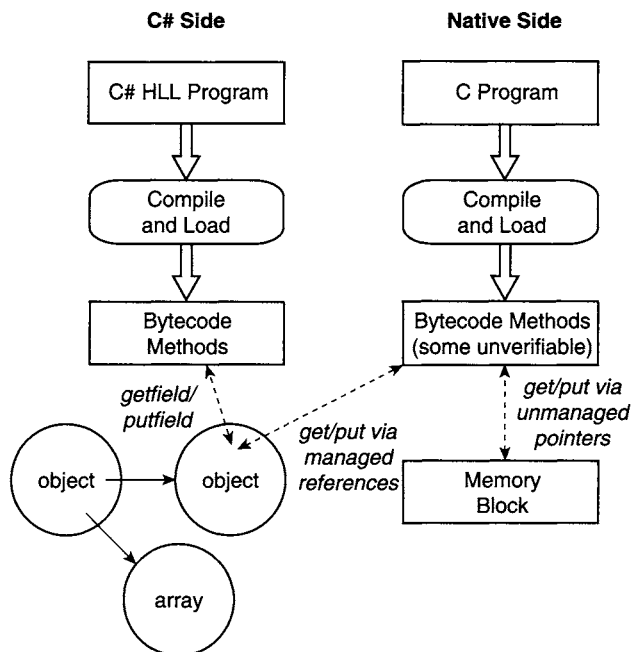 C# Side
Native Side
C# HLL Program
C Program
Compile
and Load
Compile
and Load
Bytecode
Methods
Bytecode Methods
(some unverifiable)
getfield/
putfield
get/put via
managed
references
get/put via
unmanaged
pointers
object
object
Memory
Block
array